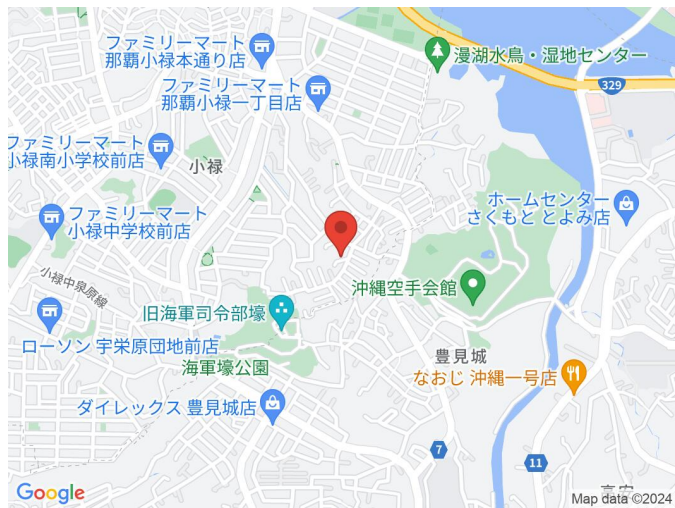 ファミリーマート
那覇小禄本通り店
漫湖水鳥・湿地センター
ファミリーマート
那覇小禄一丁目店
329
ファミリーマート
小禄南小学校前店
小禄
ホームセンター
さくもと とよみ店
ファミリーマート
小禄中学校前店
小禄中泉原線
沖縄空手会館
旧海軍司令部壕
ローソン 宇栄原団地前店
豊見城
海軍壕公園
なおじ 沖縄一号店
ダイレックス 豊見城店
7
11
Google
高安
Map data ©2024